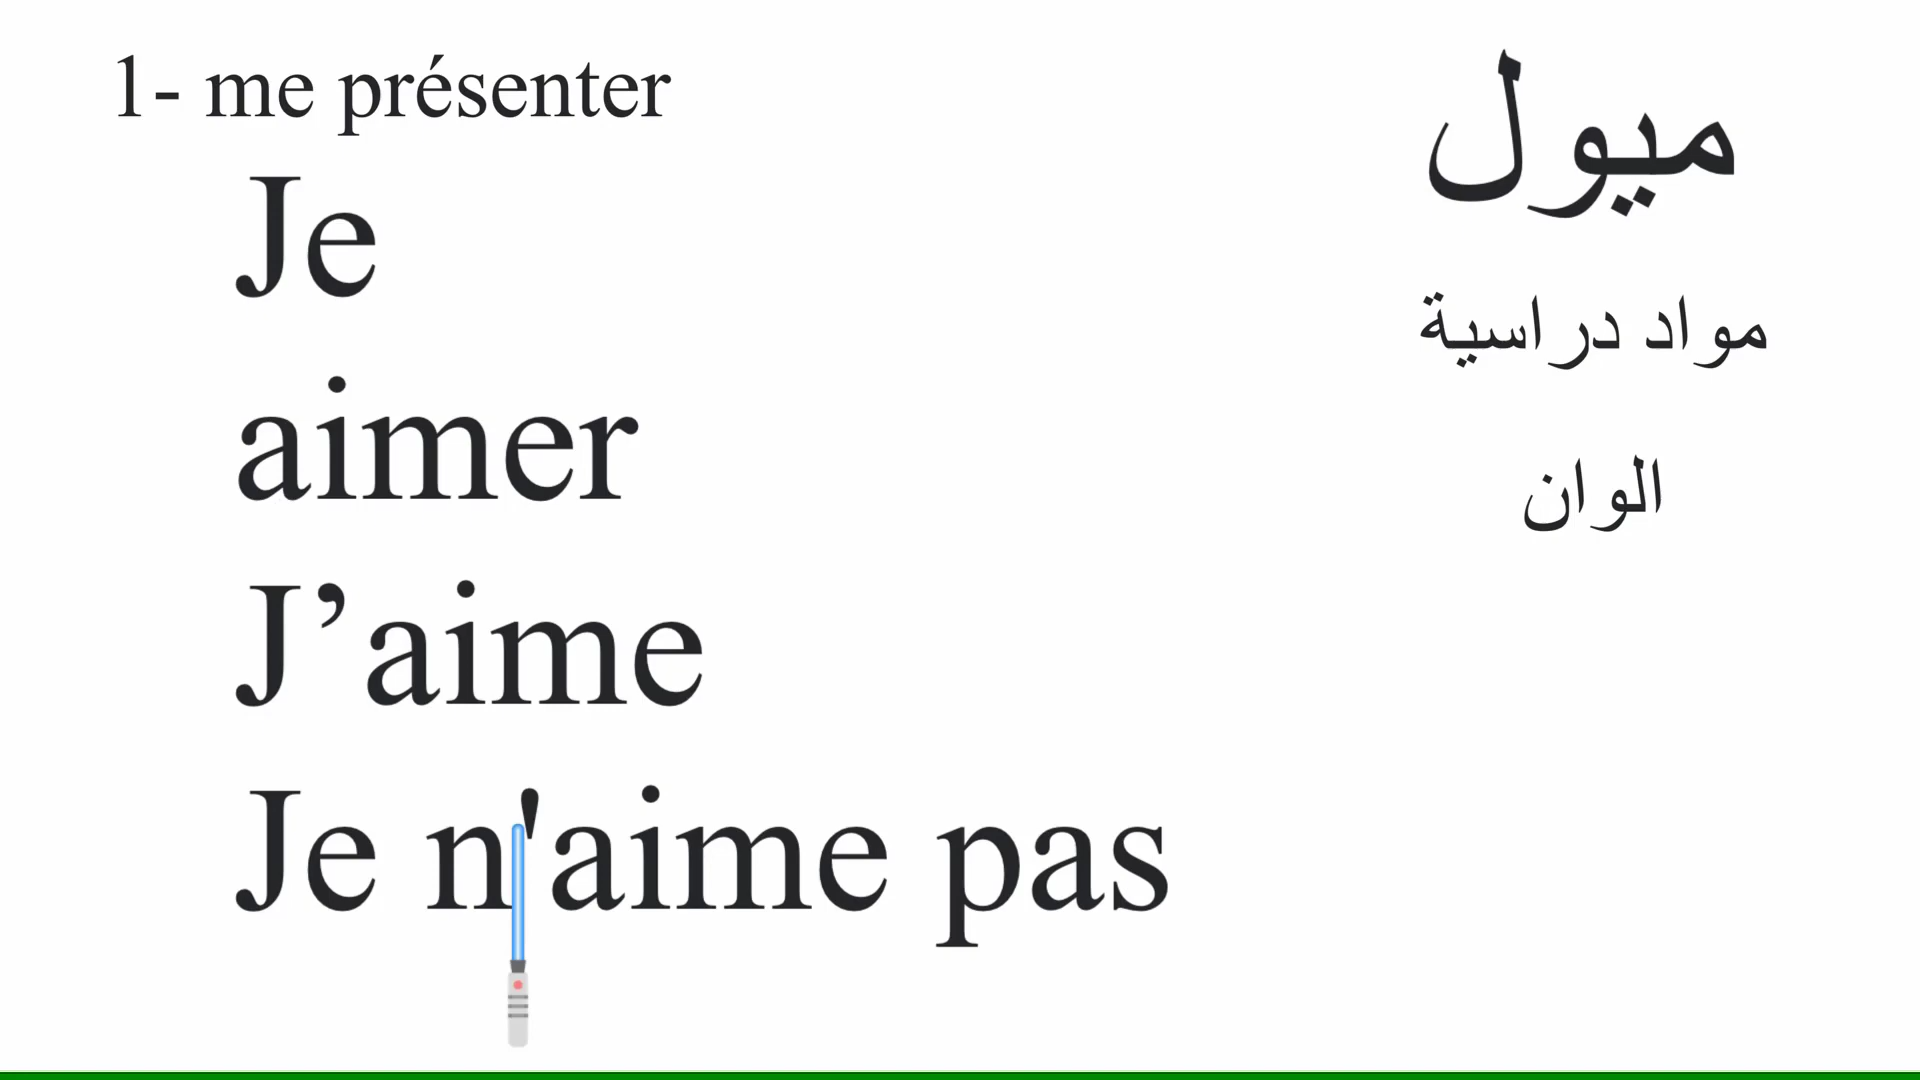 1- me présenter
Je
aimer
J’aime
Je n'aime pas
ميول
مواد دراسية
الوان